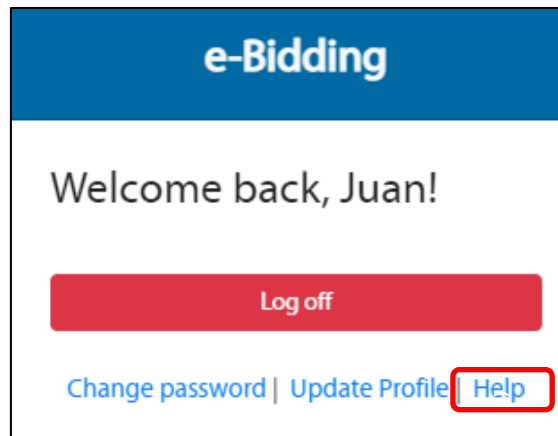 e-Bidding
Welcome back, Juan!
Log off
Change password | Update Profile | Help